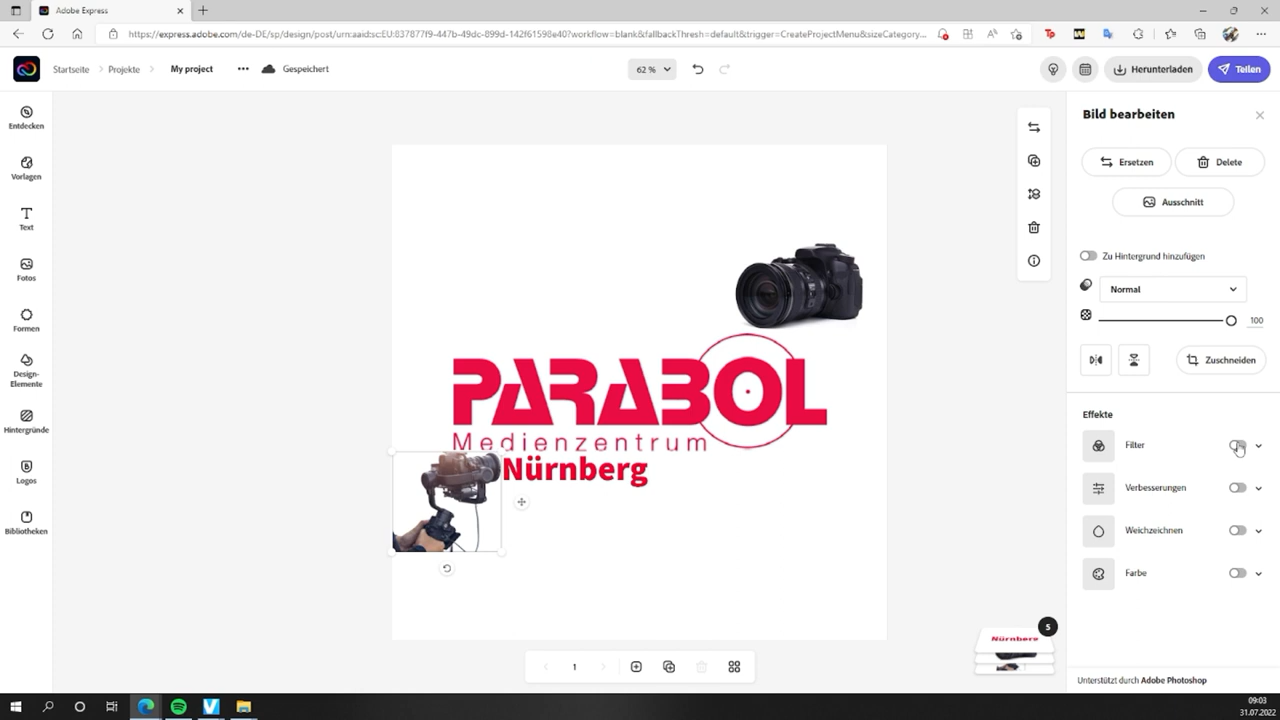 Adobe Express
https://express.adobe.com/de-DE/sp/design/post/urn:aaid:sc:EU:837877f9-447b-49dc-899d-142f61598e40?workflow=blank&fallbackThresh=default&trigger=CreateProjectMenu&sizeCategory...
Startseite
Projekte
My project
Gespeichert
62 %
Herunterladen
Teilen
Entdecken
Vorlagen
Text
Fotos
Formen
Design-
Elemente
Hintergründe
Logos
Bibliotheken
PARABOL
Medienzentrum
Nürnberg
1
5
Nürnberg
Bild bearbeiten
Ersetzen
Delete
Ausschnitt
Zu Hintergrund hinzufügen
Normal
100
Zuschneiden
Effekte
Filter
Verbesserungen
Weichzeichnen
Farbe
Unterstützt durch Adobe Photoshop
09:03
31.07.2022